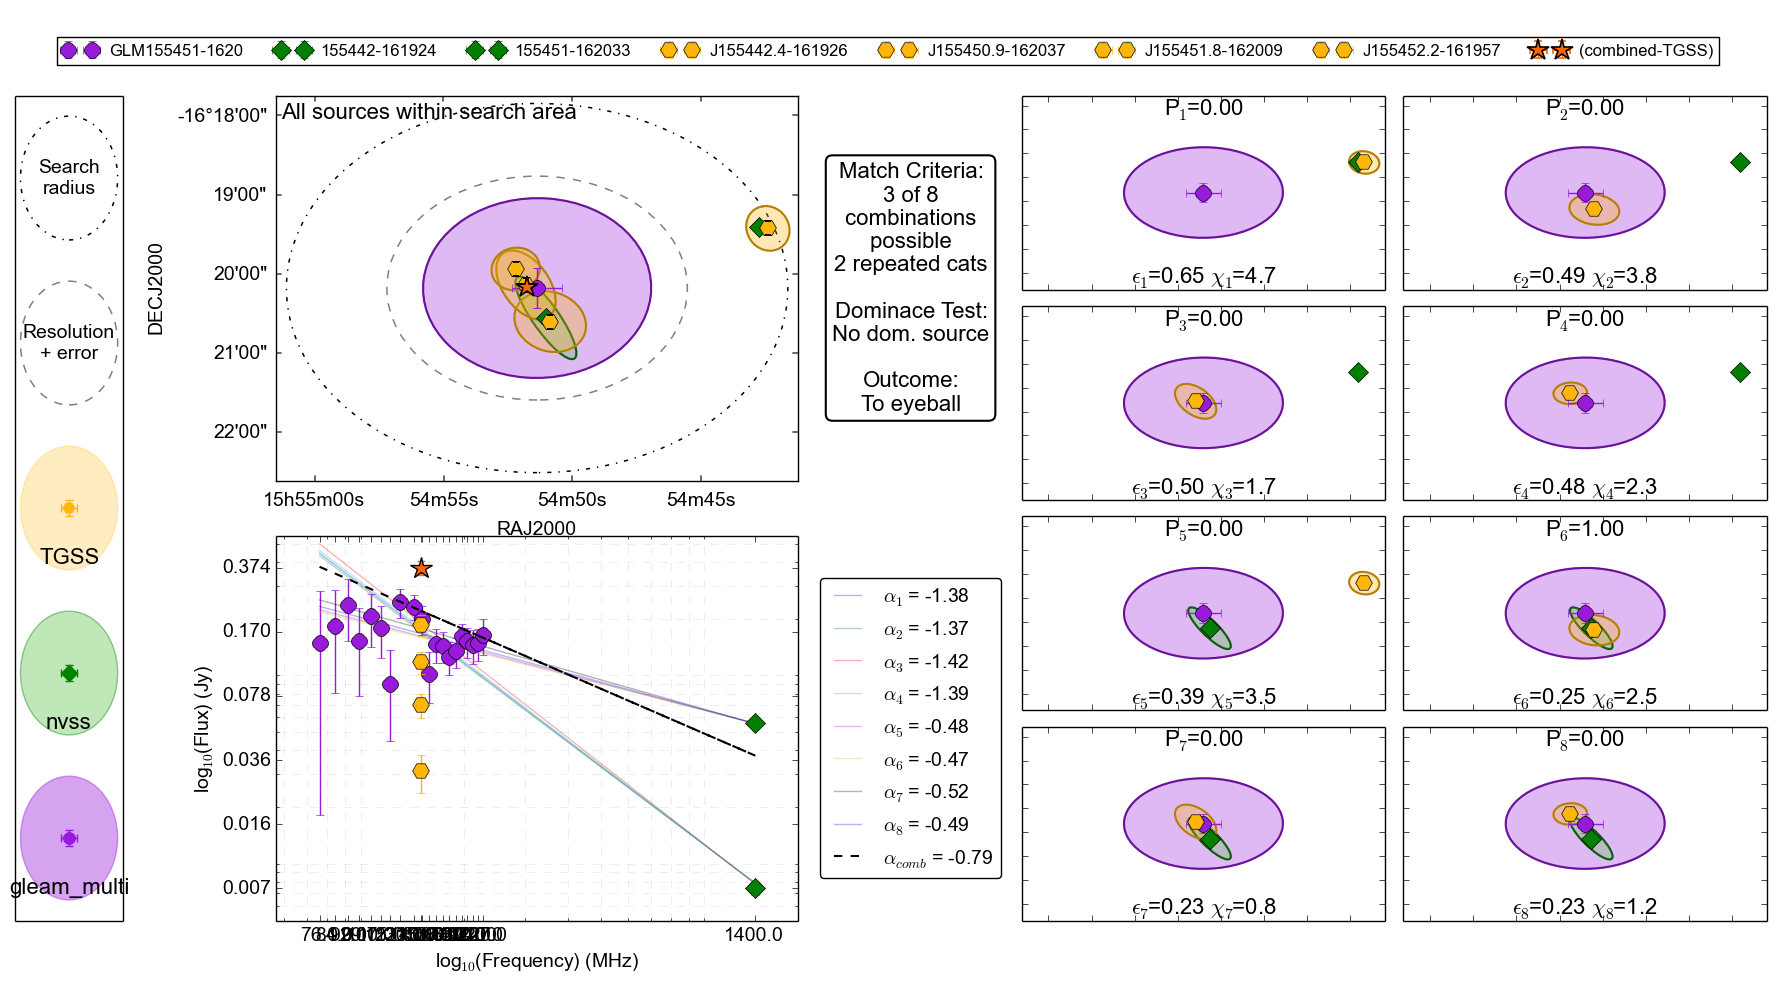 GLM155451-1620 155442-161924 155451-162033 J155442.4-161926 J155450.9-162037 J155451.8-162009 J155452.2-161957 (combined-TGSS)
Search
radius
Resolution
+ error
TGSS
nvss
gleam_multi
All sources within search area
-16°18'00"
19'00"
20'00"
21'00"
22'00"
DECJ2000
15h55m00s 54m55s 54m50s 54m45s
RAJ2000
Match Criteria:
3 of 8
combinations
possible
2 repeated cats
Dominace Test:
No dom. source
Outcome:
To eyeball
0.374
0.170
0.078
0.036
0.016
0.007
log10(Flux) (Jy)
1400.0
log10(Frequency) (MHz)
α1 = -1.38
α2 = -1.37
α3 = -1.42
α4 = -1.39
α5 = -0.48
α6 = -0.47
α7 = -0.52
α8 = -0.49
αcomb = -0.79
P1=0.00
ϵ1=0.65 χ1=4.7
P2=0.00
ϵ2=0.49 χ2=3.8
P3=0.00
ϵ3=0.50 χ3=1.7
P4=0.00
ϵ4=0.48 χ4=2.3
P5=0.00
ϵ5=0.39 χ5=3.5
P6=1.00
ϵ6=0.25 χ6=2.5
P7=0.00
ϵ7=0.23 χ7=0.8
P8=0.00
ϵ8=0.23 χ8=1.2